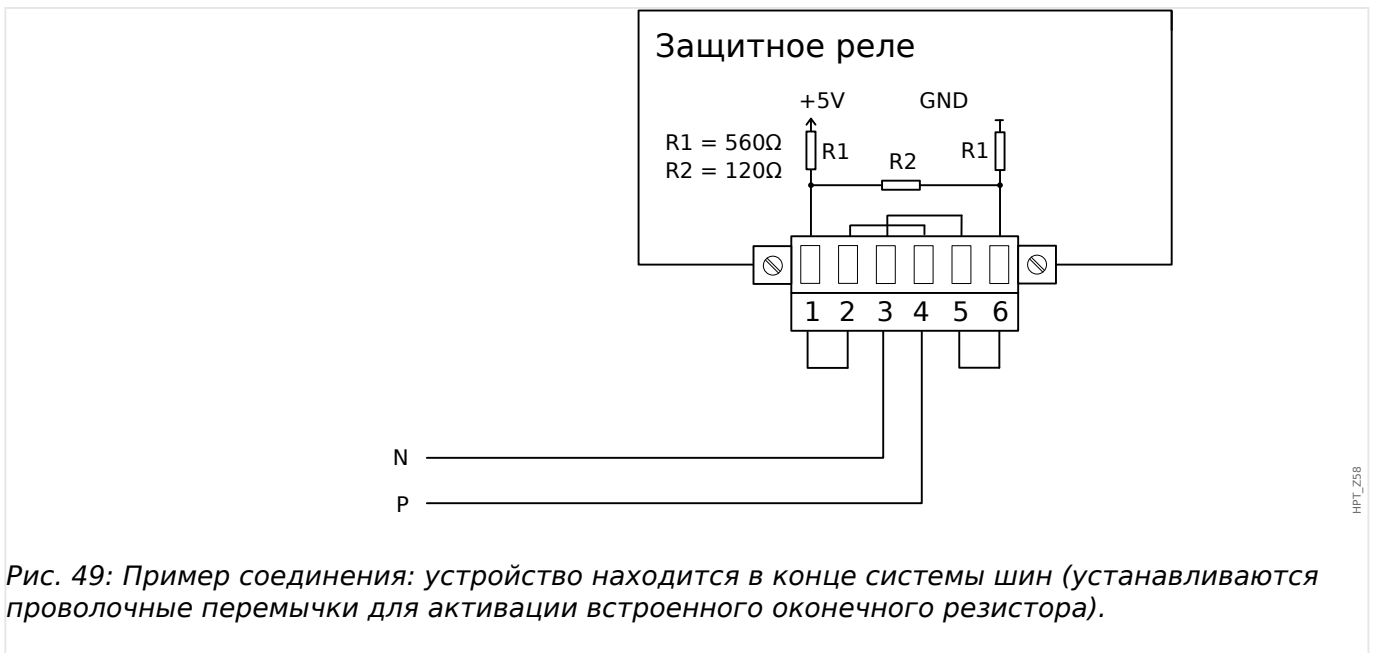 Защитное реле
+5V GND
R1 = 560Ω
R2 = 120Ω
R1 R2 R1
1 2 3 4 5 6
N
P
HPT_Z58
Рис. 49: Пример соединения: устройство находится в конце системы шин (устанавливаются
проволочные перемычки для активации встроенного оконечного резистора).